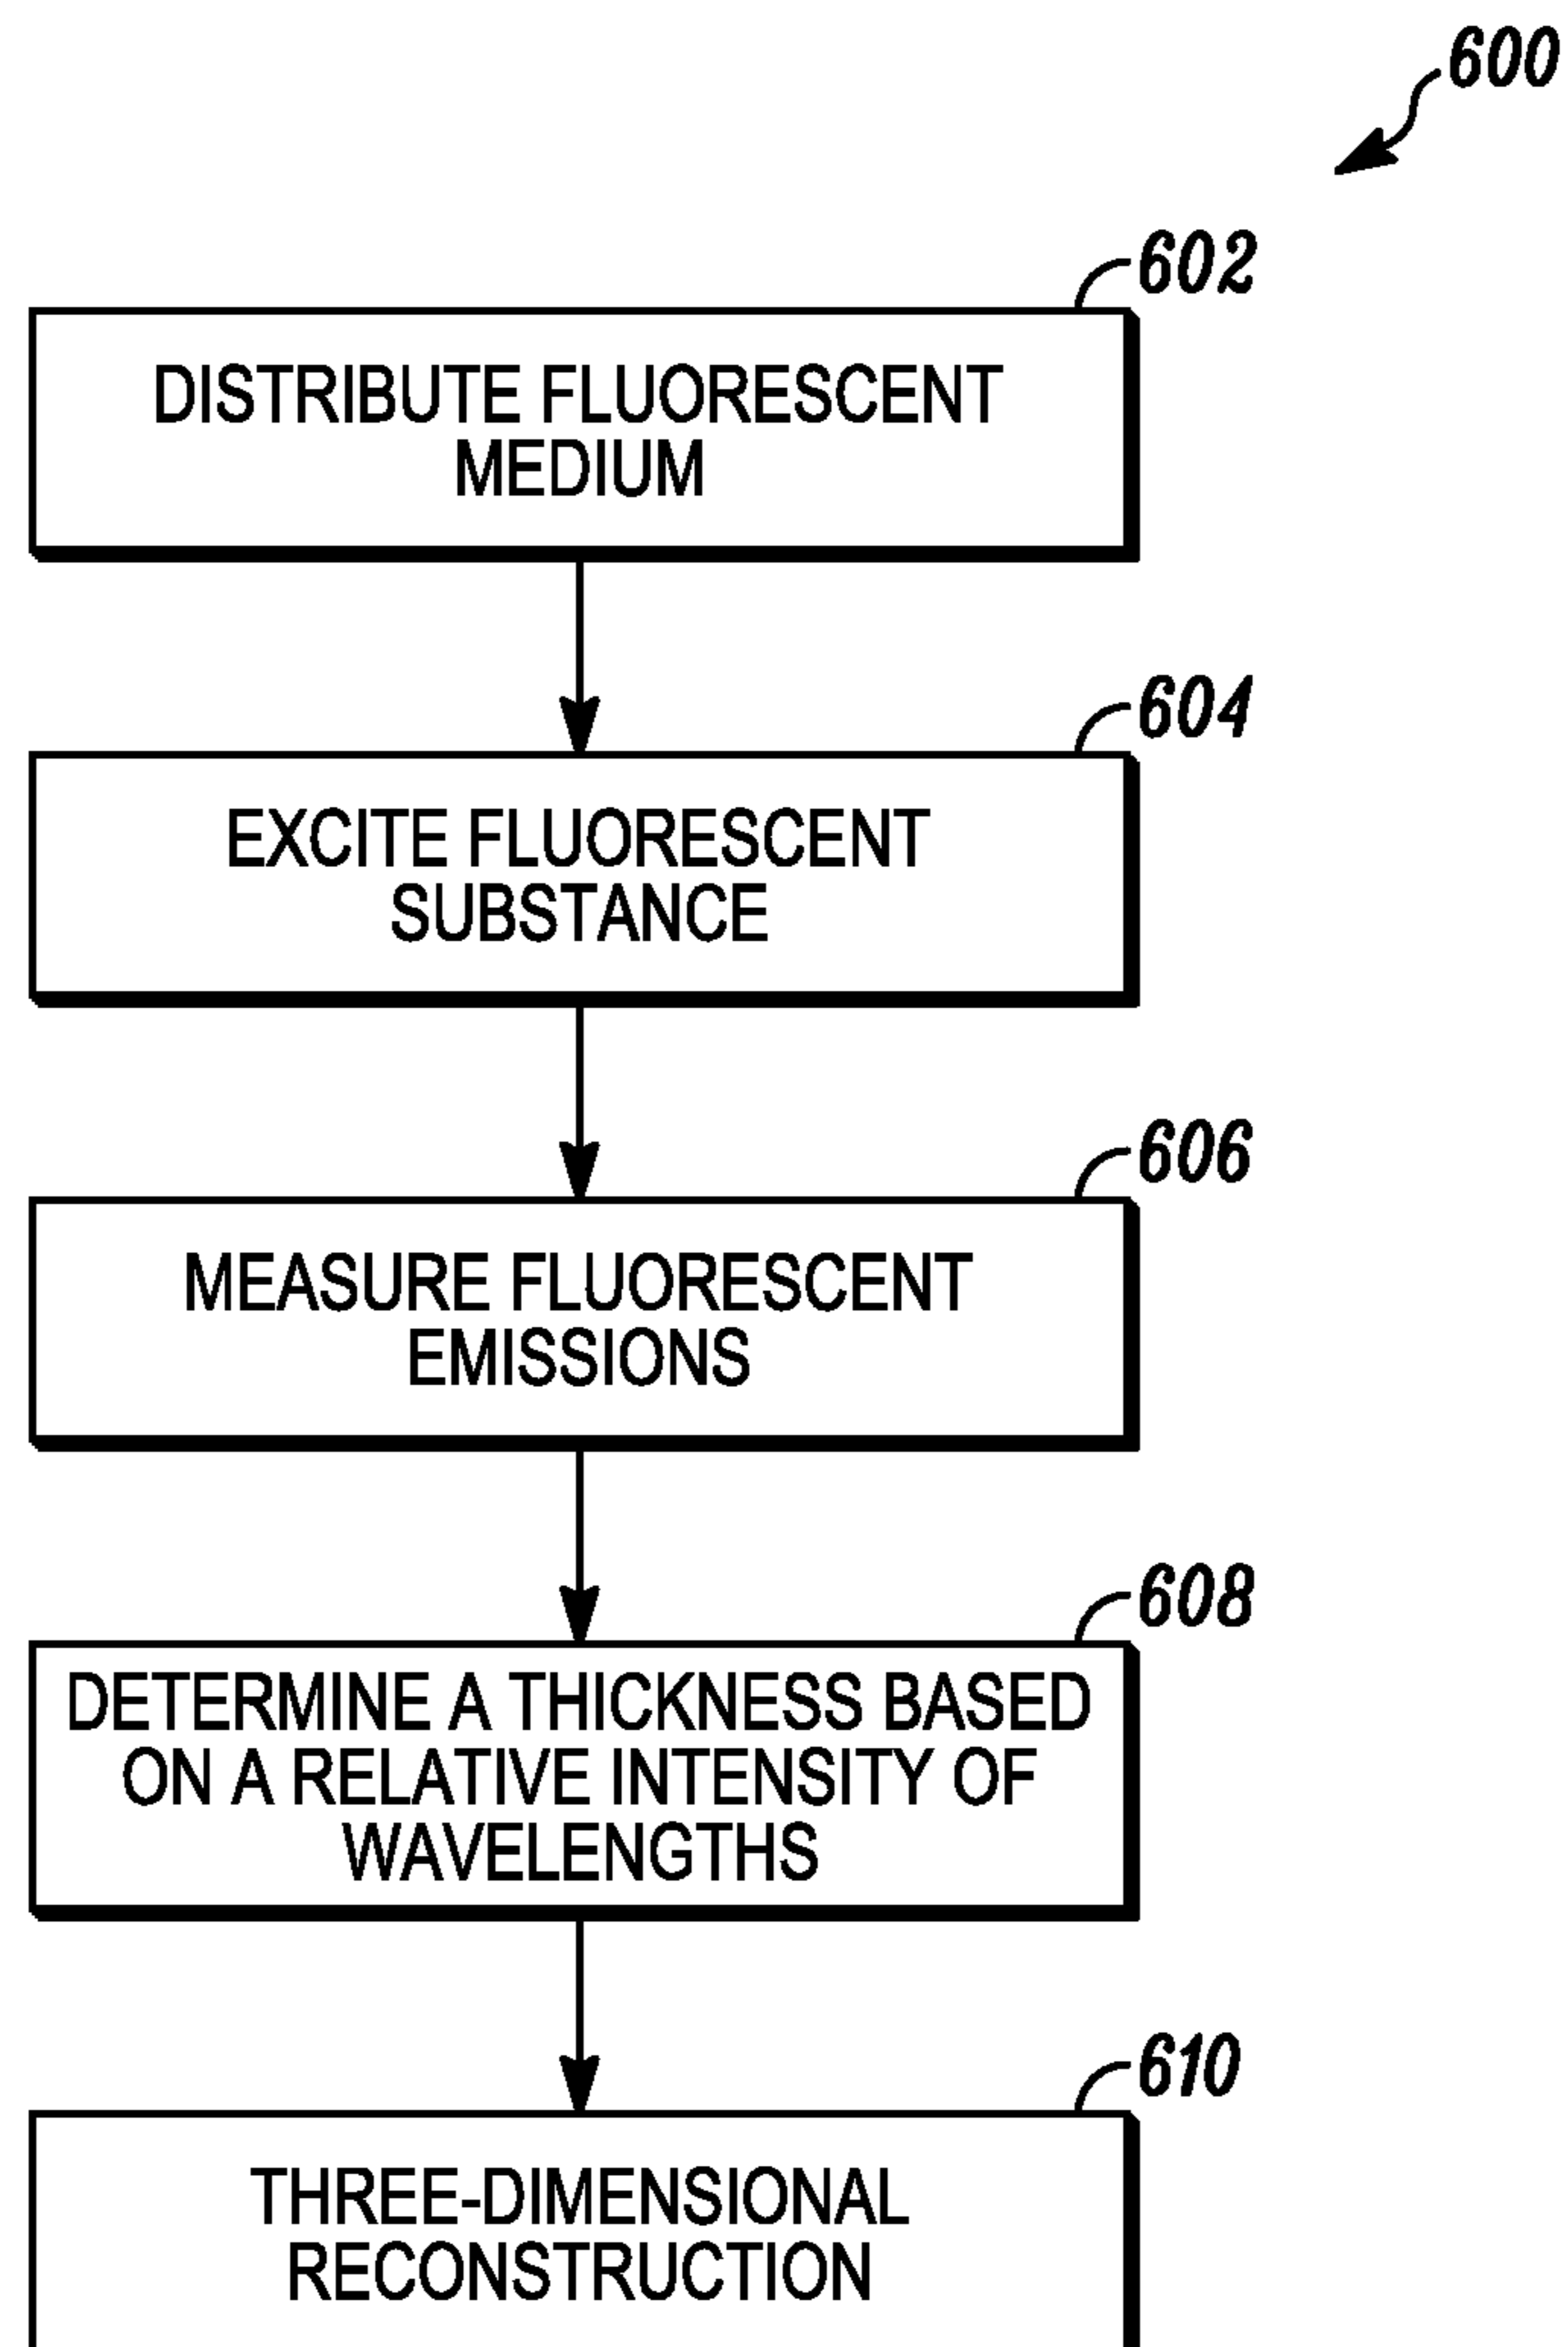 600
602
DISTRIBUTE FLUORESCENT
MEDIUM
604
EXCITE FLUORESCENT
SUBSTANCE
606
MEASURE FLUORESCENT
EMISSIONS
608
DETERMINE A THICKNESS BASED
ON A RELATIVE INTENSITY OF
WAVELENGTHS
610
THREE-DIMENSIONAL
RECONSTRUCTION